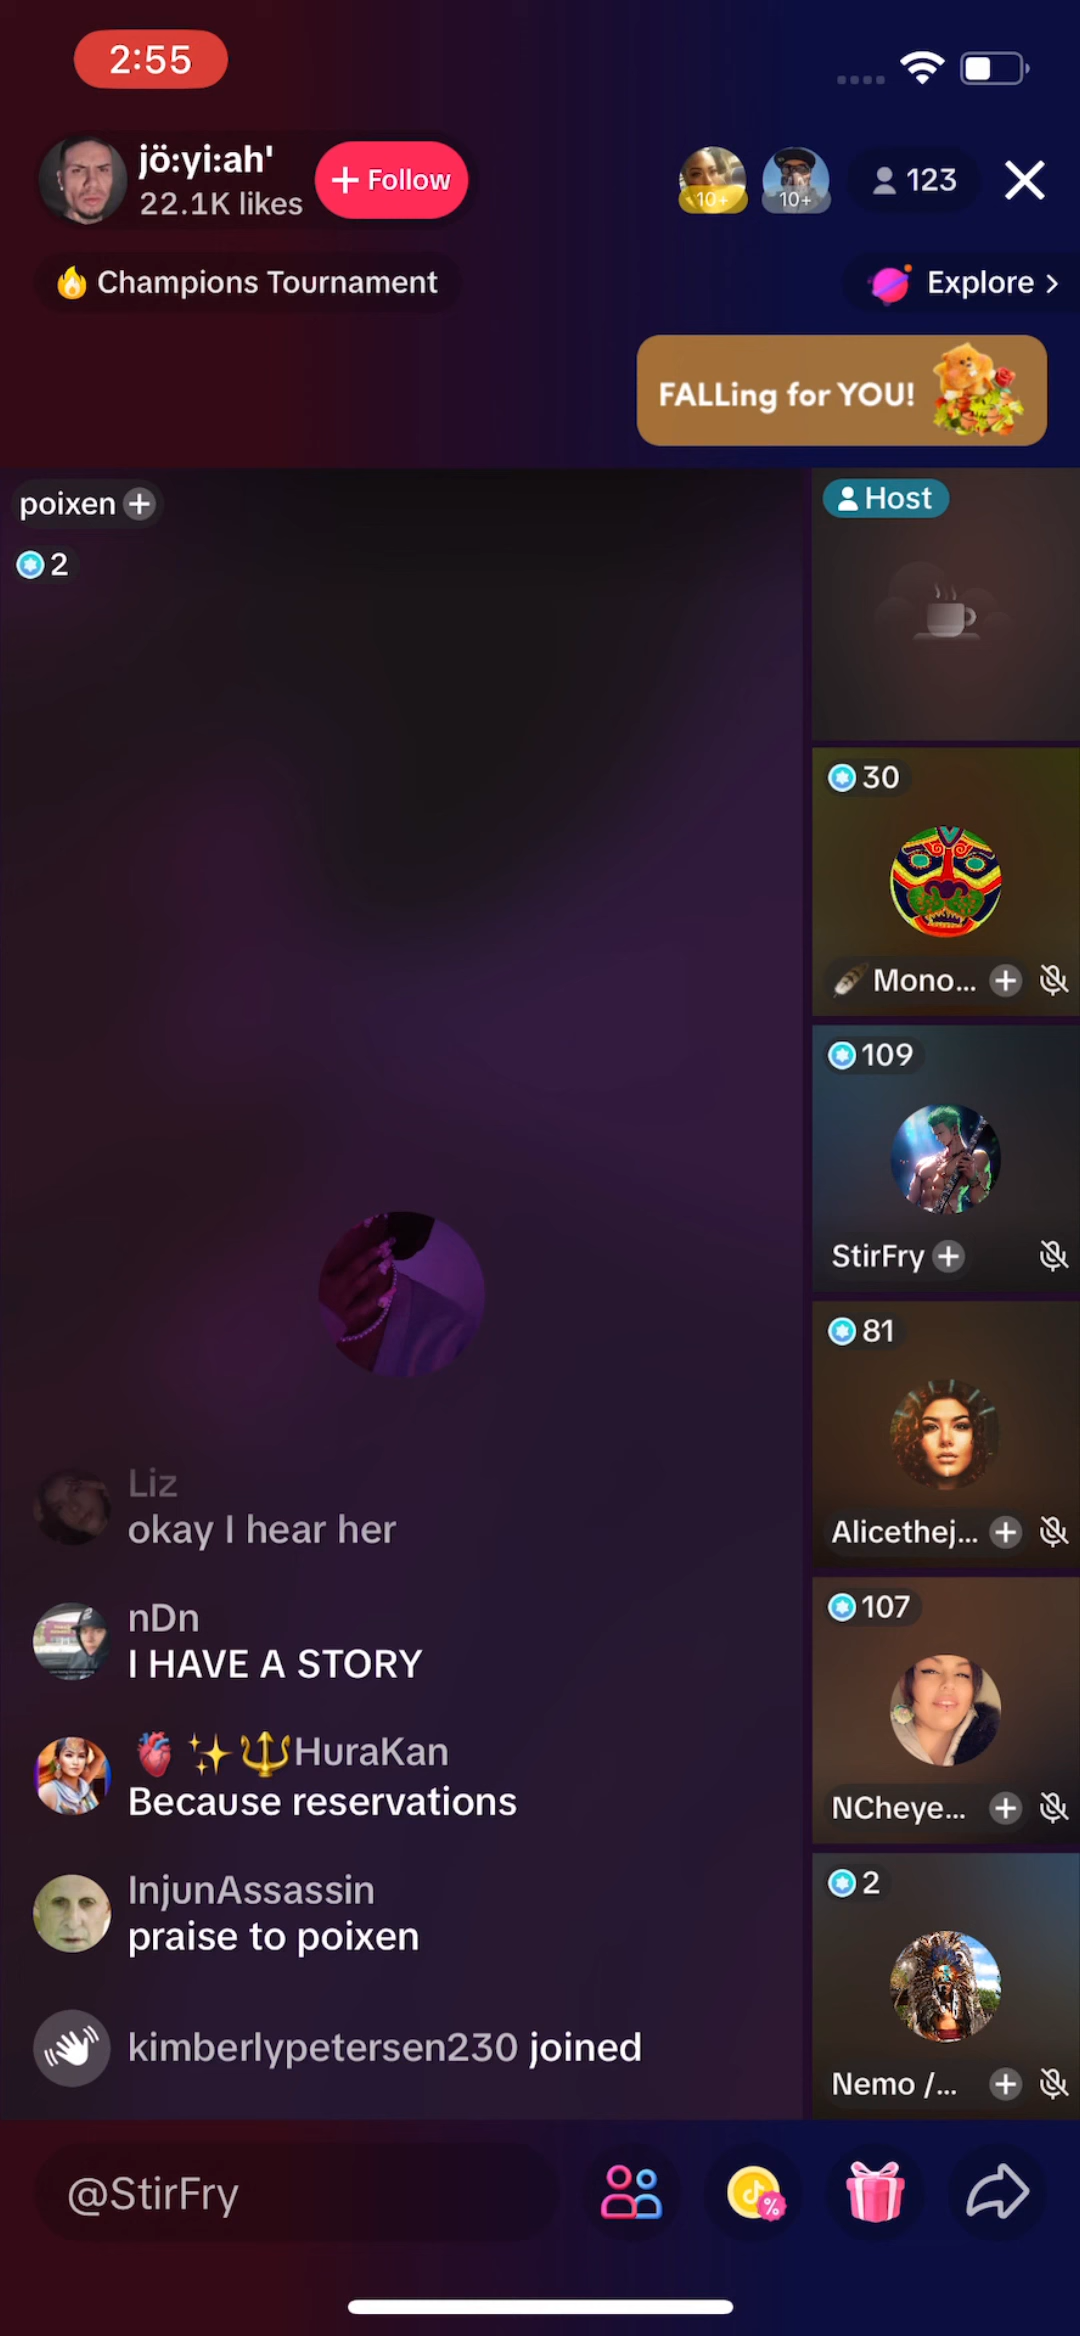 2:55
jö:yi:ah'
22.1K likes
+ Follow
10+
10+
123
Champions Tournament
Explore >
FALLing for YOU!
poixen
2
Host
30
Mono...
109
StirFry
81
Alicethej...
107
NCheye...
2
Nemo /...
Liz
okay I hear her
nDn
I HAVE A STORY
HuraKan
Because reservations
InjunAssassin
praise to poixen
kimberlypetersen230 joined
@StirFry